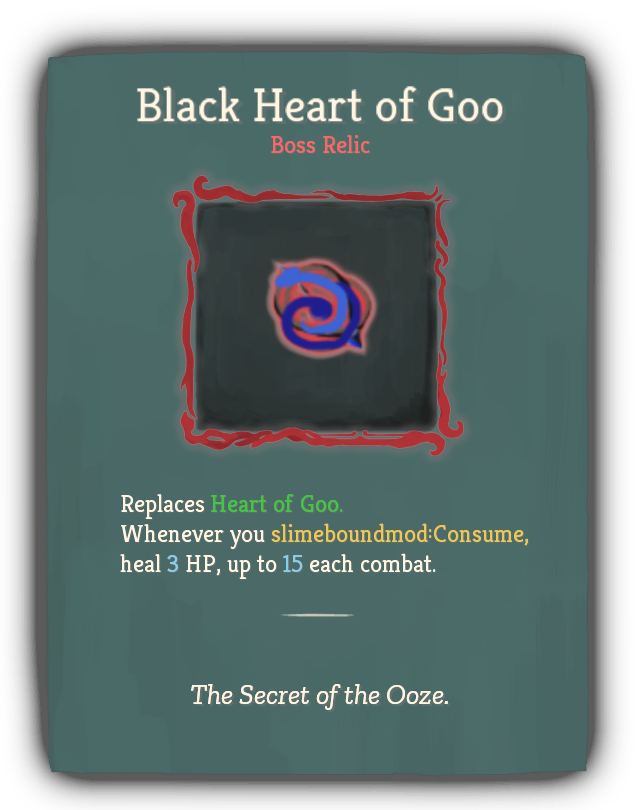 Black Heart of Goo
Boss Relic
Replaces Heart of Goo.
Whenever you slimeboundmod:Consume,
heal 3 HP, up to 15 each combat.
The Secret of the Ooze.